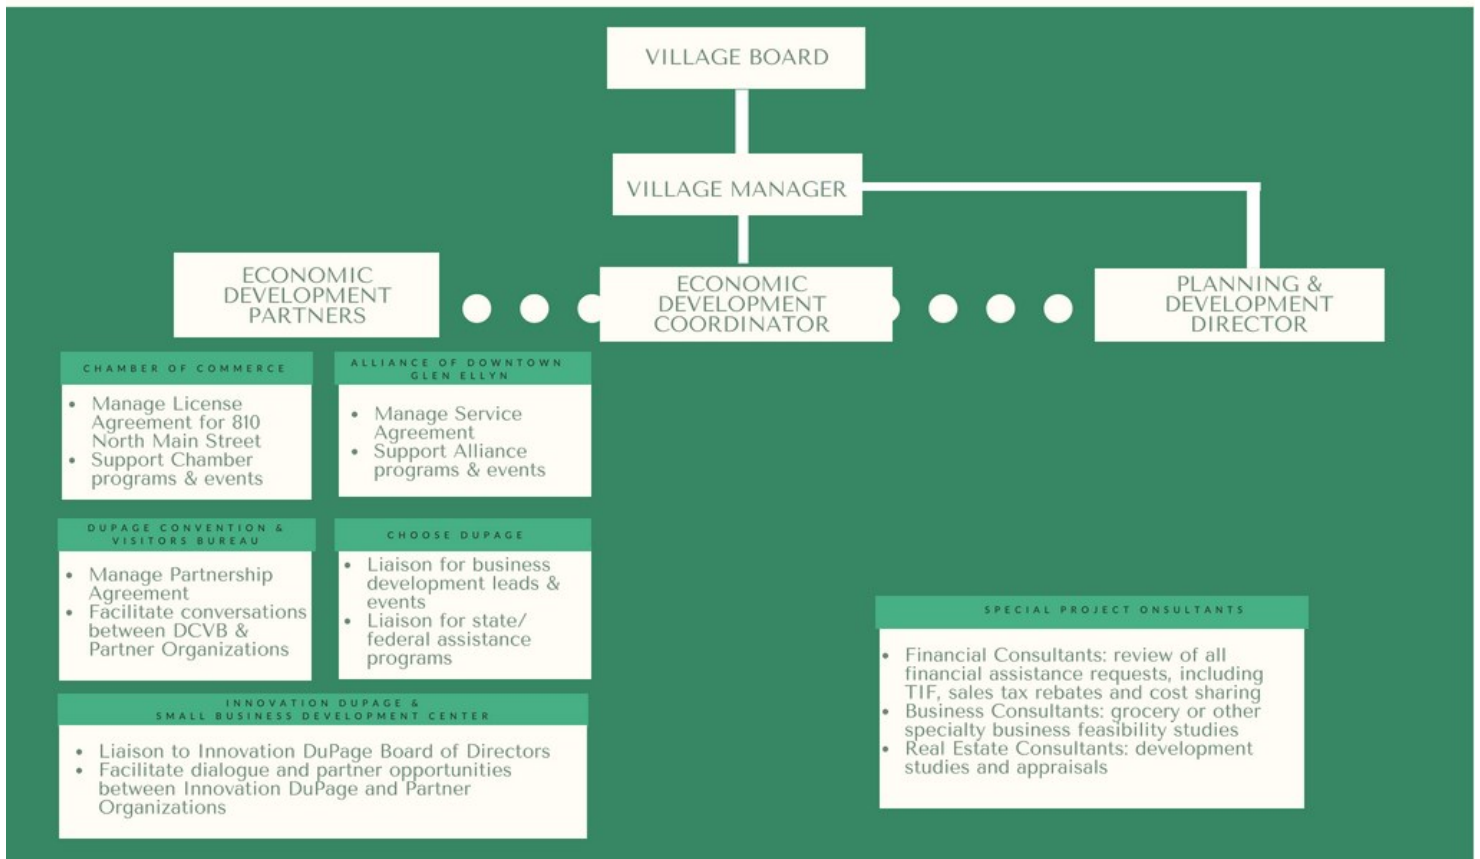 VILLAGE BOARD
VILLAGE MANAGER
ECONOMIC
DEVELOPMENT
PARTNERS
ECONOMIC
DEVELOPMENT
COORDINATOR
PLANNING &
DEVELOPMENT
DIRECTOR
CHAMBER OF COMMERCE
• Manage License
Agreement for 810
North Main Street
• Support Chamber
programs & events
ALLIANCE OF DOWNTOWN
GLEN ELLYN
• Manage Service
Agreement
• Support Alliance
programs & events
DUPAGE CONVENTION &
VISITORS BUREAU
• Manage Partnership
Agreement
• Facilitate conversations
between DCVB &
Partner Organizations
CHOOSE DUPAGE
• Liaison for business
development leads &
events
• Liaison for state/
federal assistance
programs
INNOVATION DUPAGE &
SMALL BUSINESS DEVELOPMENT CENTER
• Liaison to Innovation DuPage Board of Directors
• Facilitate dialogue and partner opportunities
between Innovation DuPage and Partner
Organizations
SPECIAL PROJECT ONSULTANTS
• Financial Consultants: review of all
financial assistance requests, including
TIF, sales tax rebates and cost sharing
• Business Consultants: grocery or other
specialty business feasibility studies
• Real Estate Consultants: development
studies and appraisals